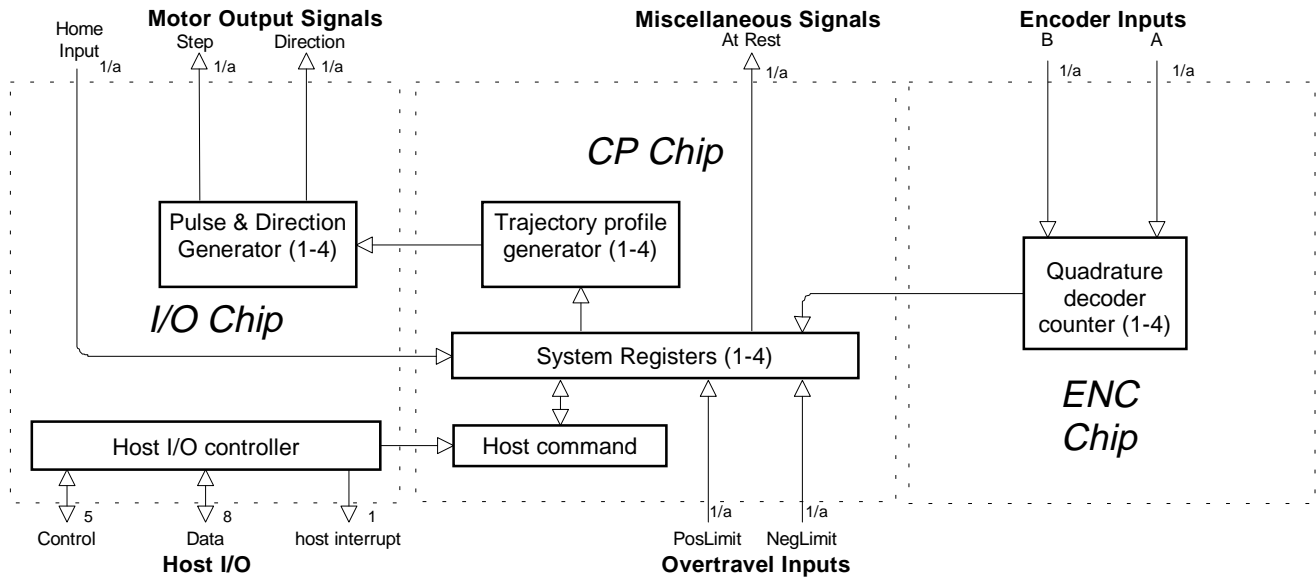 Motor Output Signals
Miscellaneous Signals
Encoder Inputs
Home
Input
Step
Direction
At Rest
B
A
1/a
1/a
1/a
1/a
1/a
1/a
CP Chip
Pulse & Direction
Generator (1-4)
Trajectory profile
generator (1-4)
Quadrature
decoder
counter (1-4)
I/O Chip
System Registers (1-4)
ENC
Chip
Host I/O controller
Host command
5
8
1
1/a
1/a
Control
Data
host interrupt
PosLimit
NegLimit
Host I/O
Overtravel Inputs